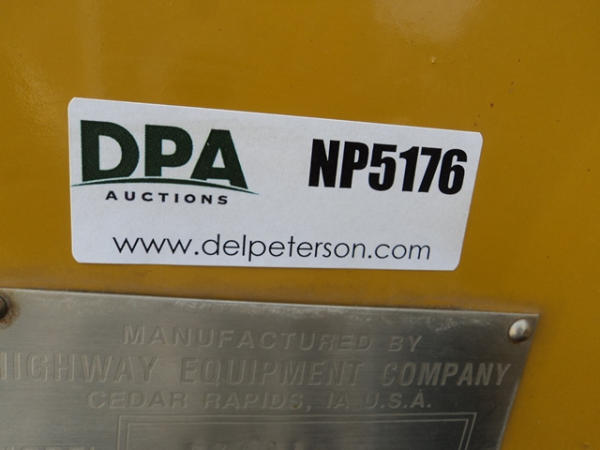 DPA
AUCTIONS
NP5176
www.delpeterson.com
MANUFACTURED BY
HIGHWAY EQUIPMENT COMPANY
CEDAR RAPIDS, IA U.S.A.